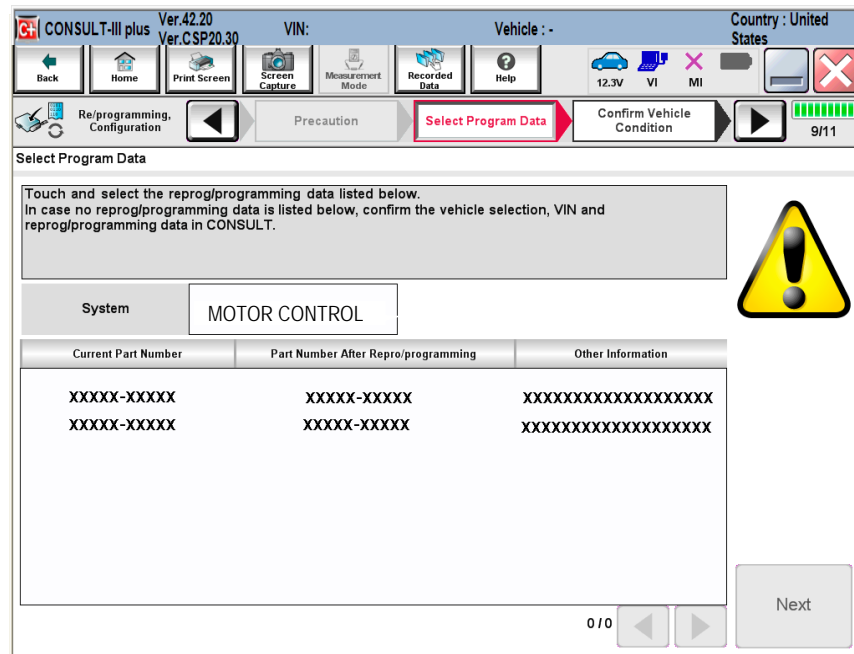 C+ CONSULT-III plus Ver.42.20
Ver.CSP20.30
VIN:
Vehicle : -
Country : United
States
Back
Home
Print Screen
Screen
Capture
Measurement
Mode
Recorded
Data
Help
12.3V
VI
MI
Re/programming,
Configuration
Precaution
Select Program Data
Confirm Vehicle
Condition
9/11
Select Program Data
Touch and select the reprog/programming data listed below.
In case no reprog/programming data is listed below, confirm the vehicle selection, VIN and
reprog/programming data in CONSULT.
System
MOTOR CONTROL
Current Part Number
Part Number After Repro/programming
Other Information
XXXXX-XXXXX XXXXX-XXXXX XXXXXXXXXXXXXXXXXXX
XXXXX-XXXXX XXXXX-XXXXX XXXXXXXXXXXXXXXXXXX
0/0
Next